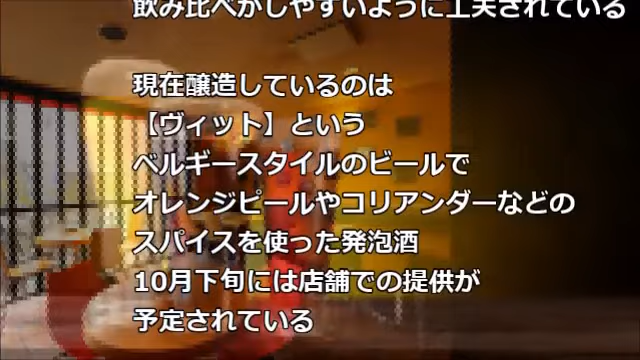 飲み比べがしやすいように工夫されている
現在醸造しているのは
【ヴィット】という
ベルギースタイルのビールで
オレンジピールやコリアンダーなどの
スパイスを使った発泡酒
10月下旬には店舗での提供が
予定されている